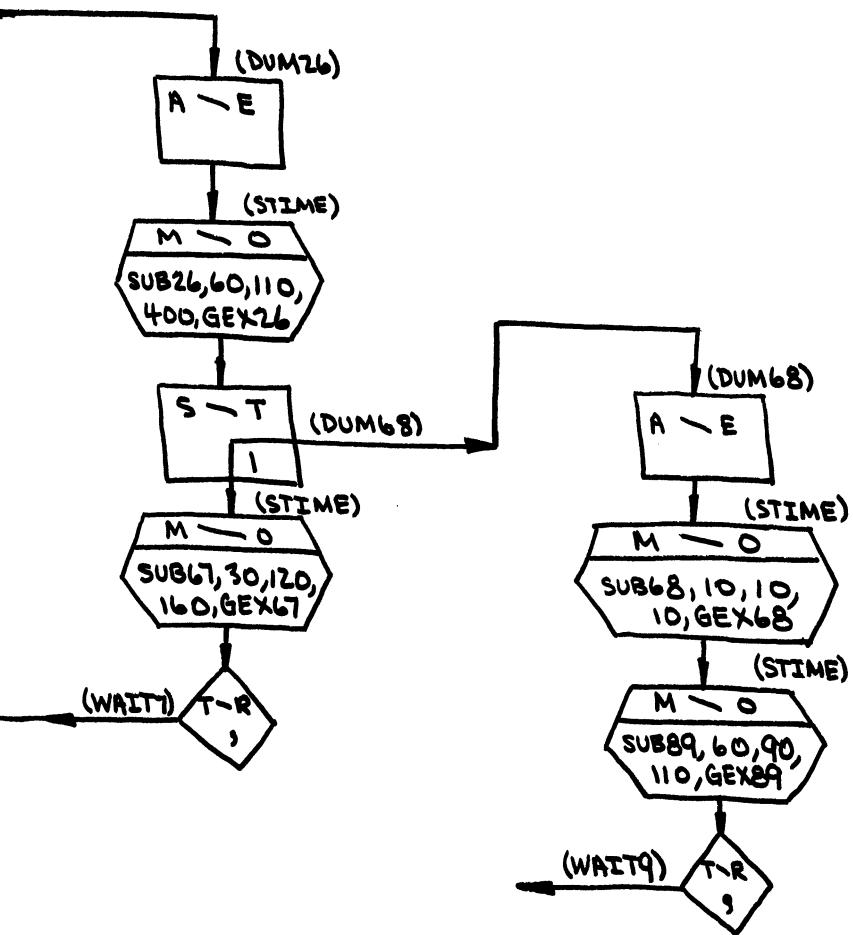 (DUM26)
A E
(STIME)
M O
SUB26,60,110,
400,GEX26
S T
1
(DUM68)
(STIME)
M O
SUB67,30,120,
160,GEX67
(WAIT7)
T-R
,
(DUM68)
A E
(STIME)
M O
SUB68,10,10,
10,GEX68
(STIME)
M O
SUB89,60,90,
110,GEX89
(WAIT9)
T-R
,